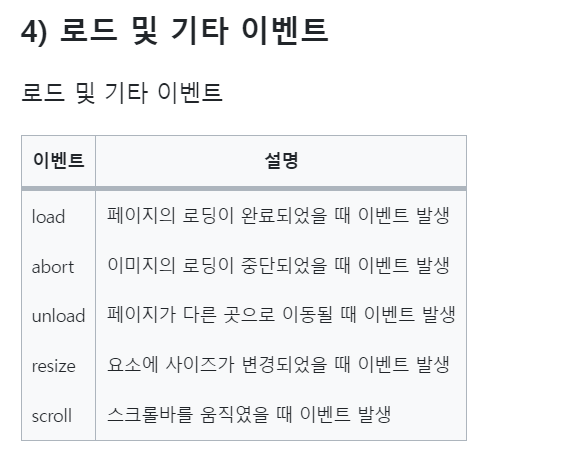 4) 로드 및 기타 이벤트
로드 및 기타 이벤트
이벤트 설명
load 페이지의 로딩이 완료되었을 때 이벤트 발생
abort 이미지의 로딩이 중단되었을 때 이벤트 발생
unload 페이지가 다른 곳으로 이동될 때 이벤트 발생
resize 요소에 사이즈가 변경되었을 때 이벤트 발생
scroll 스크롤바를 움직였을 때 이벤트 발생